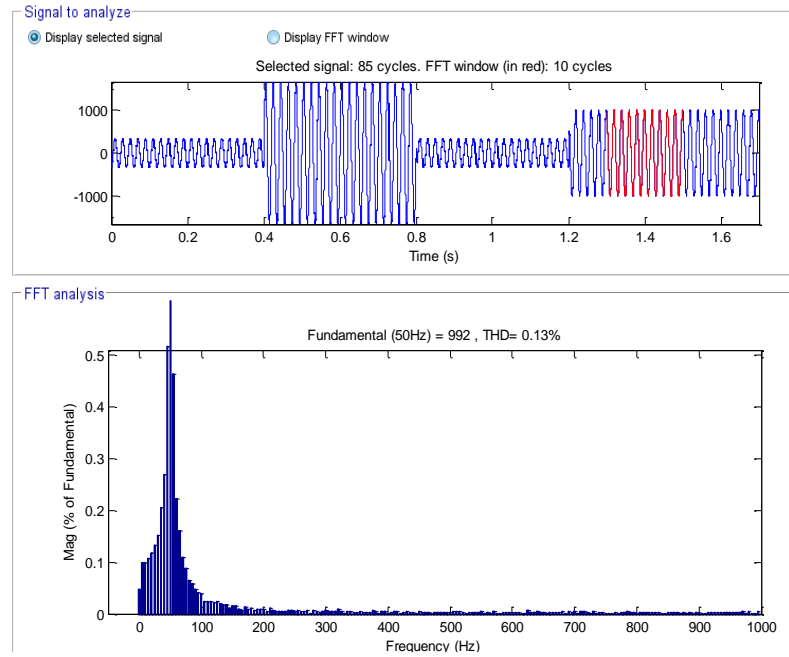 Signal to analyze
Display selected signal
Display FFT window
Selected signal: 85 cycles. FFT window (in red): 10 cycles
1000
0
-1000
0 0.2 0.4 0.6 0.8 1 1.2 1.4 1.6
Time (s)
FFT analysis
Fundamental (50Hz) = 992 , THD= 0.13%
Mag (% of Fundamental)
0.5
0.4
0.3
0.2
0.1
0
0 100 200 300 400 500 600 700 800 900 1000
Frequency (Hz)